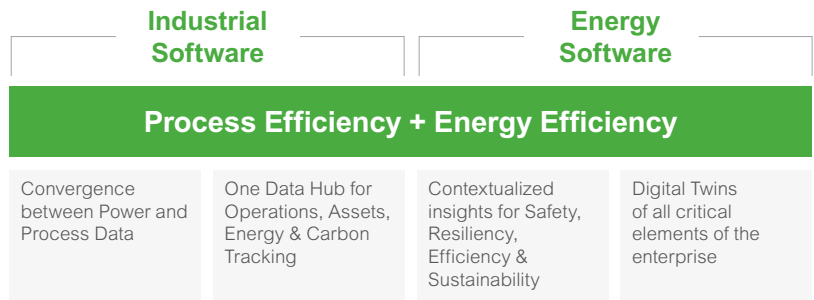 Industrial
Software
Energy
Software
Process Efficiency + Energy Efficiency
Convergence
between Power and
Process Data
One Data Hub for
Operations, Assets,
Energy & Carbon
Tracking
Contextualized
insights for Safety,
Resiliency,
Efficiency &
Sustainability
Digital Twins
of all critical
elements of the
enterprise